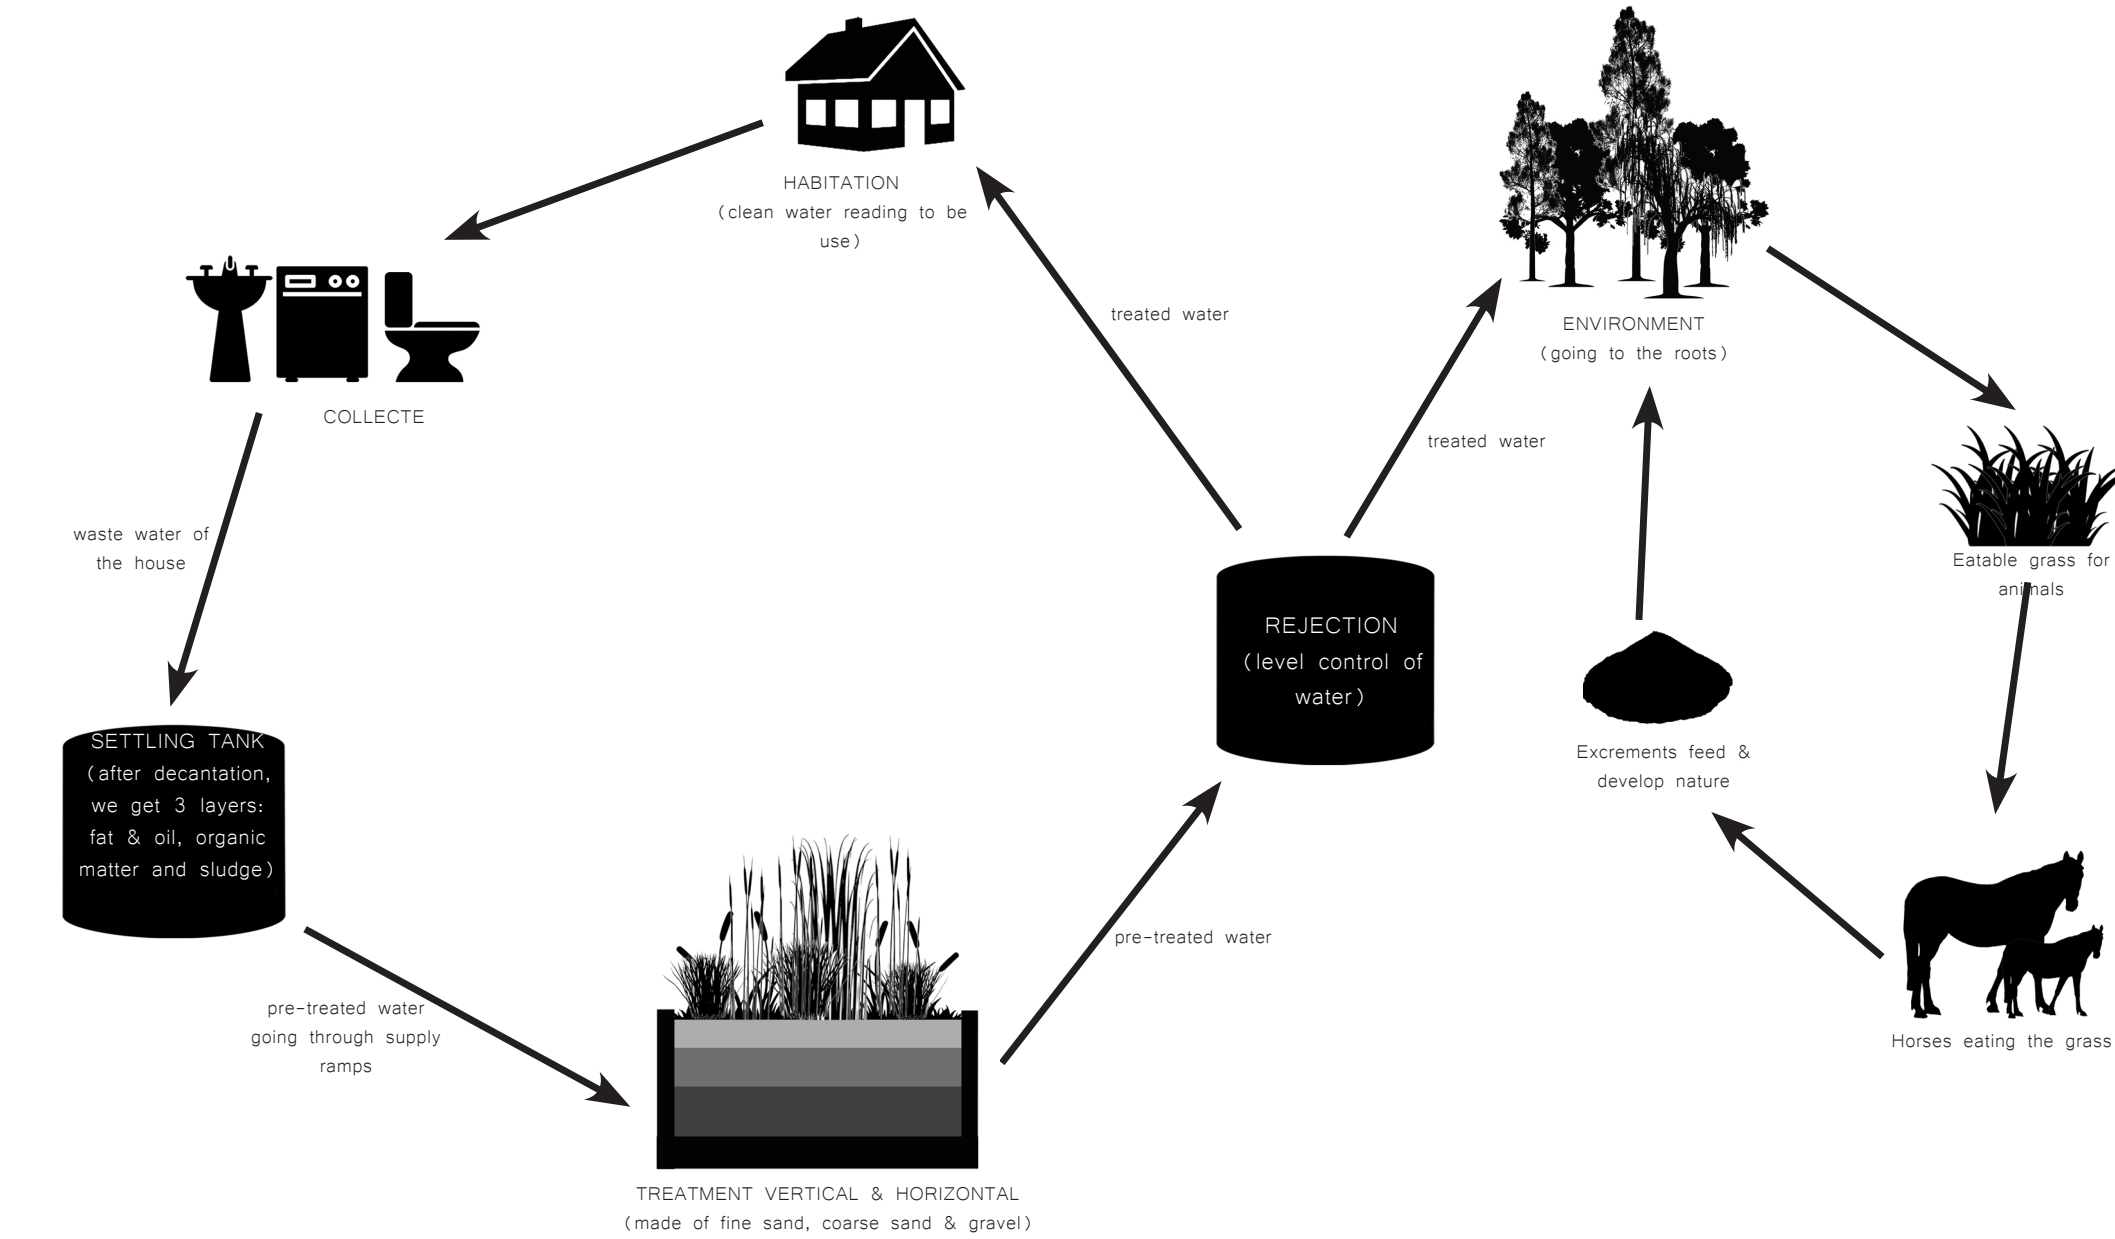 HABITATION
(clean water reading to be
use)
COLLECTE
waste water of
the house
SETTLING TANK
(after decantation,
we get 3 layers:
fat & oil, organic
matter and sludge)
pre-treated water
going through supply
ramps
TREATMENT VERTICAL & HORIZONTAL
(made of fine sand, coarse sand & gravel)
pre-treated water
REJECTION
(level control of
water)
treated water
treated water
ENVIRONMENT
(going to the roots)
Eatable grass for
animals
Horses eating the grass
Excrements feed &
develop nature